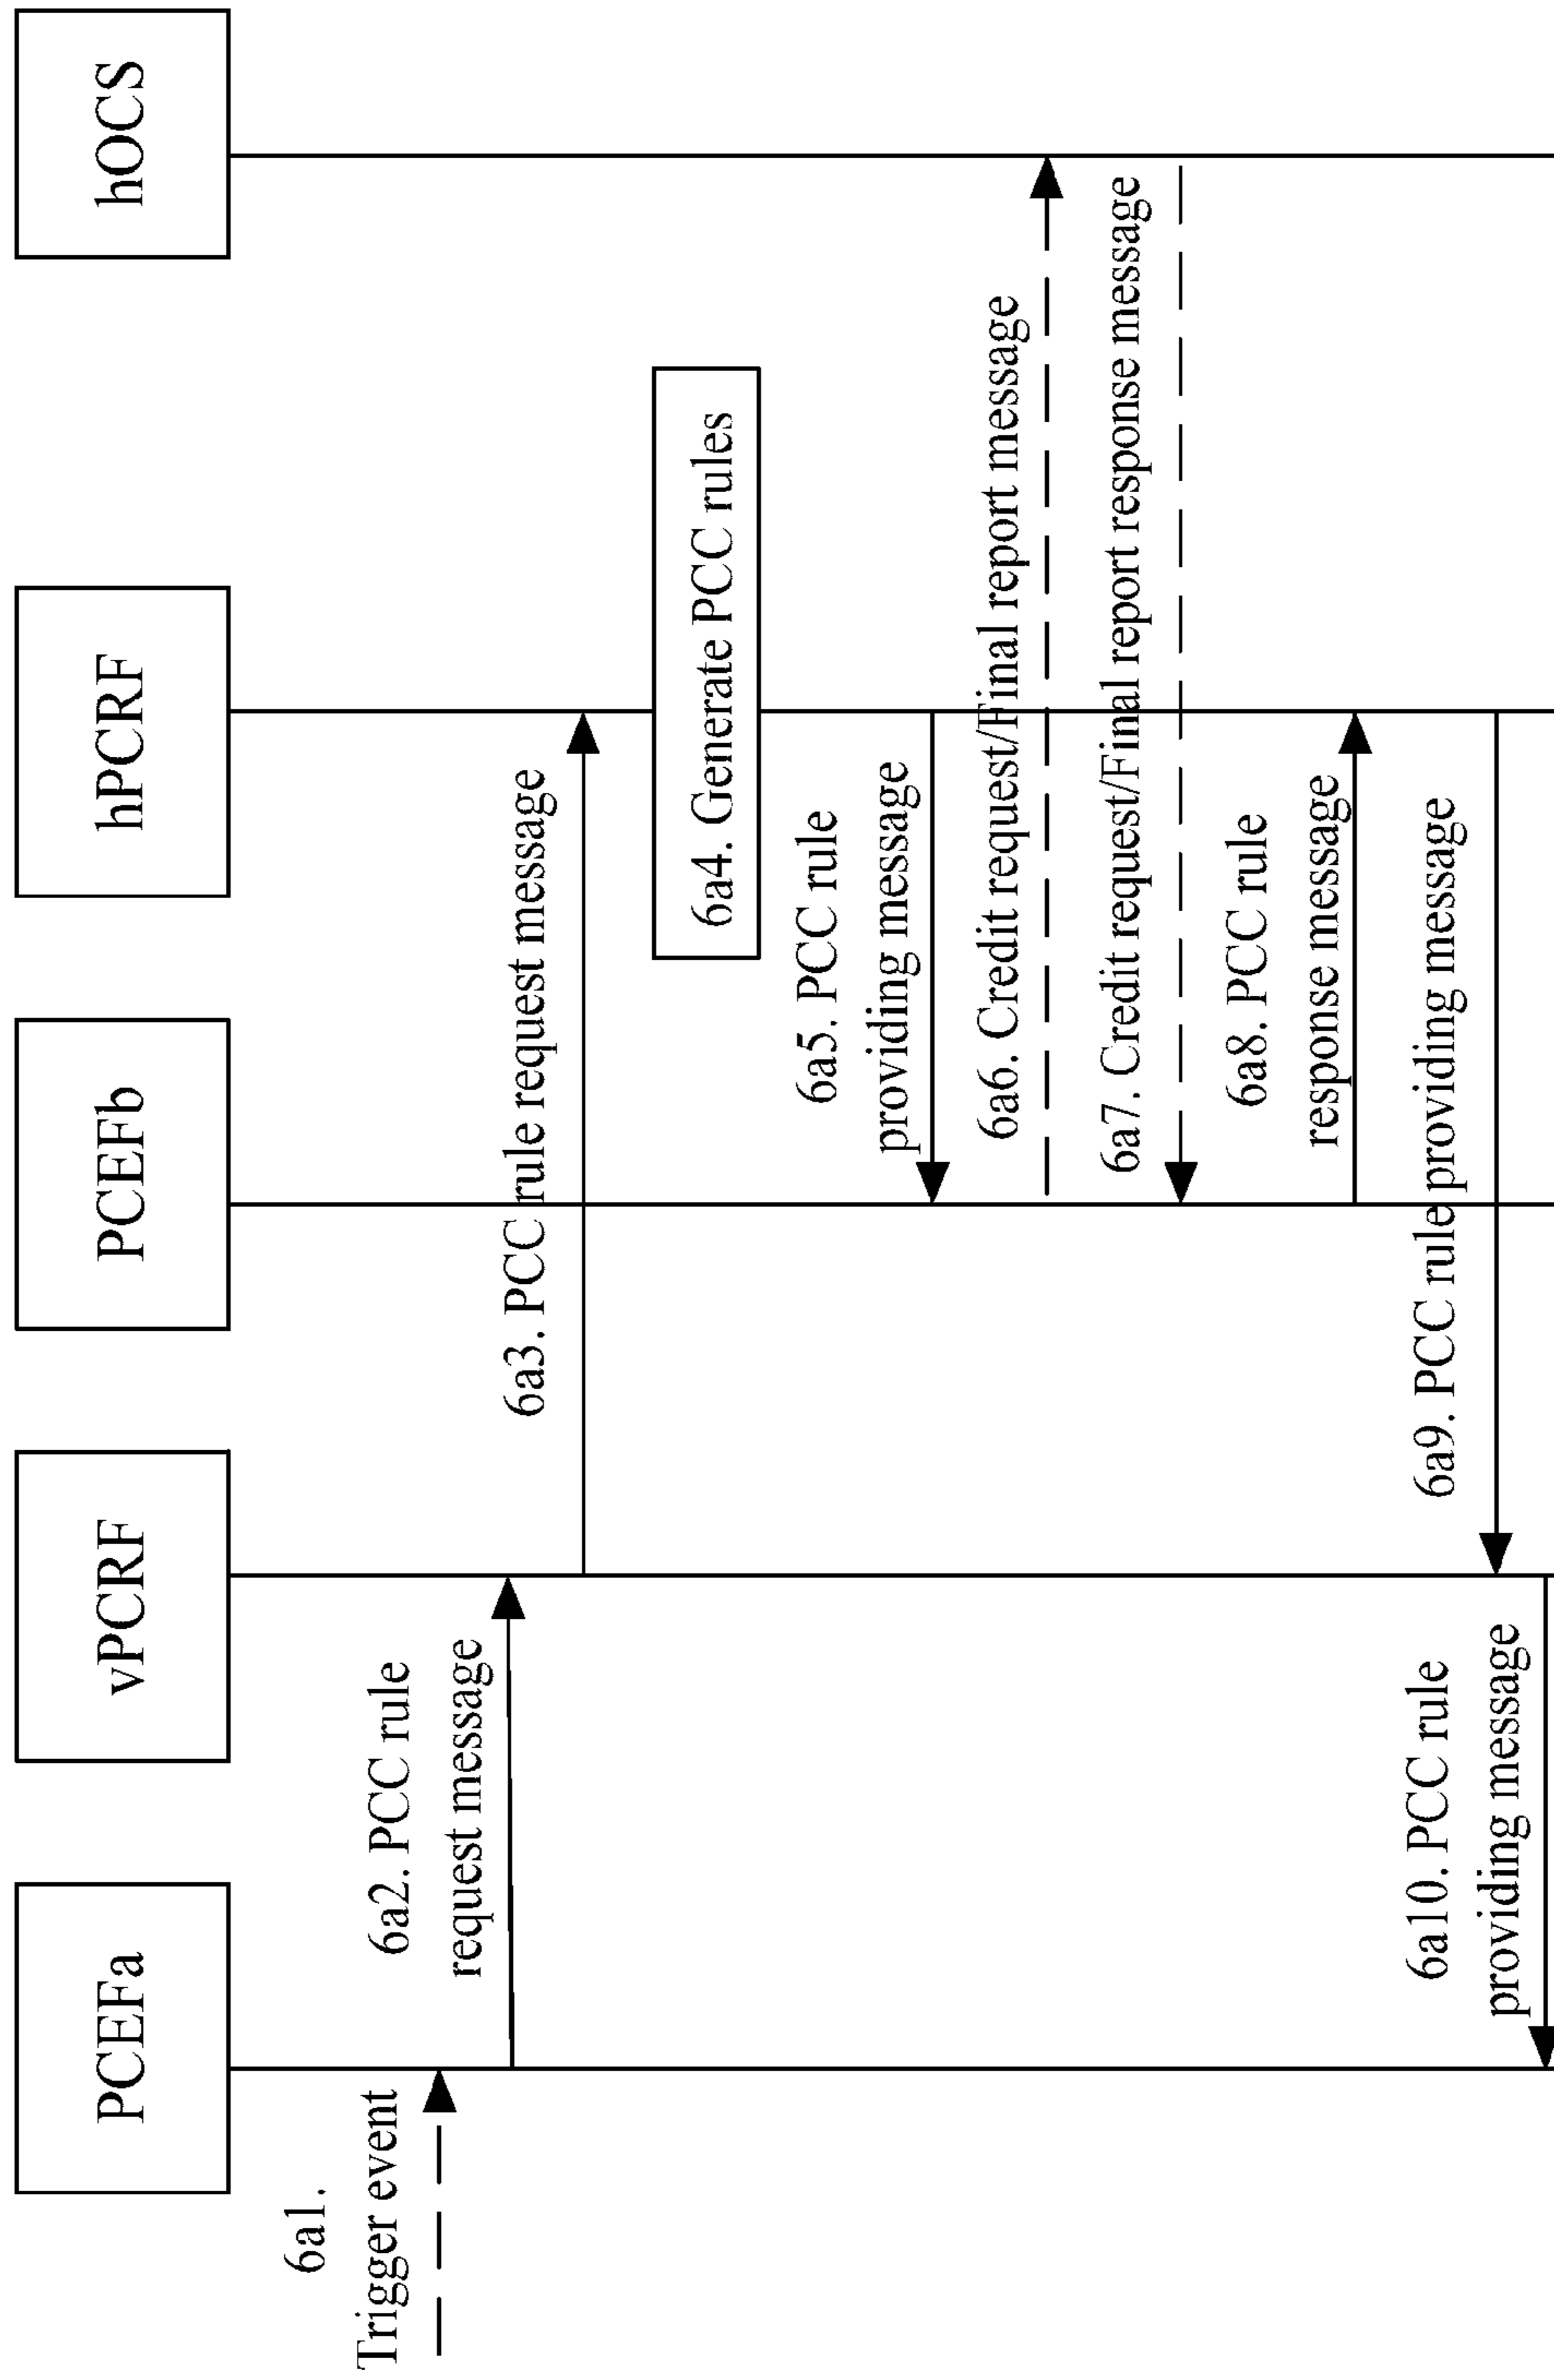 PCEFa
vPCRF
PCEFb
hPCRF
hOCS
6a1.
Trigger event
6a2. PCC rule
request message
6a3. PCC rule request message
6a4. Generate PCC rules
6a5. PCC rule
providing message
6a6. Credit request/Final report message
6a7. Credit request/Final report response message
6a8. PCC rule
response message
6a9. PCC rule providing message
6a10. PCC rule
providing message